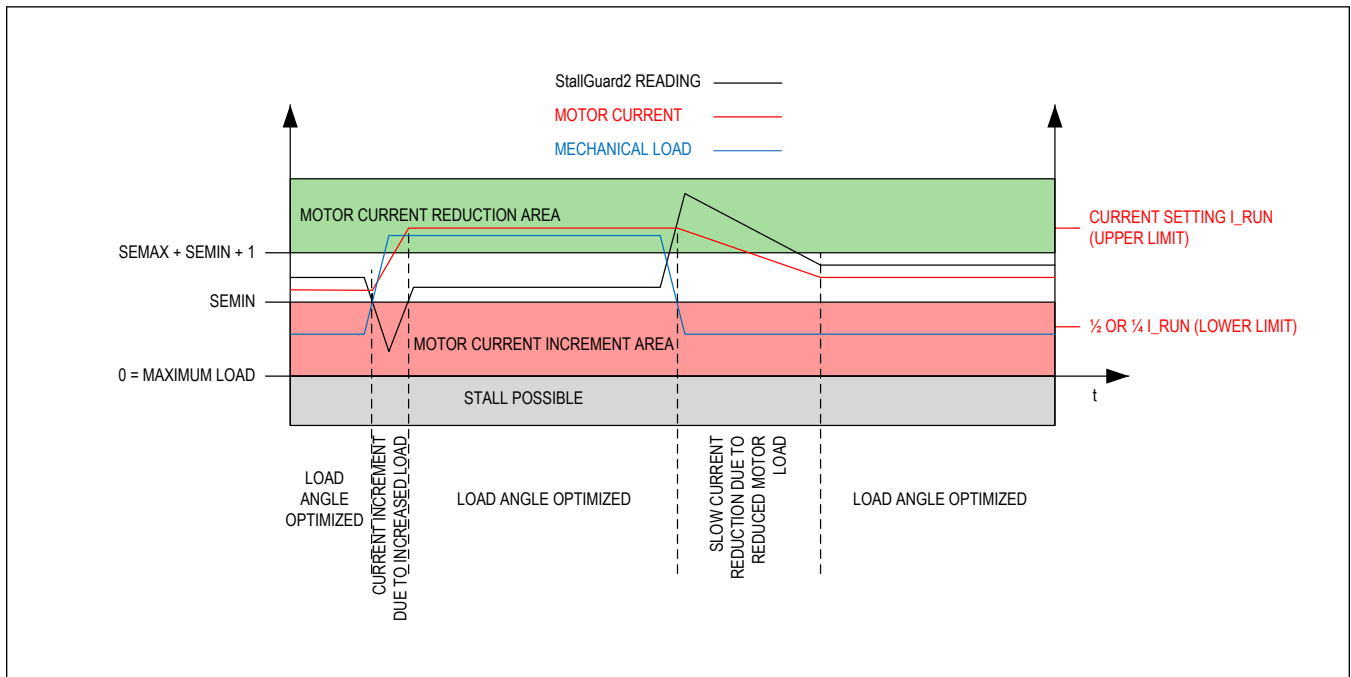 StallGuard2 READING
MOTOR CURRENT
MECHANICAL LOAD
MOTOR CURRENT REDUCTION AREA
CURRENT SETTING I_RUN
(UPPER LIMIT)
SEMAX + SEMIN + 1
SEMIN
½ OR ¼ I_RUN (LOWER LIMIT)
MOTOR CURRENT INCREMENT AREA
0 = MAXIMUM LOAD
STALL POSSIBLE
t
LOAD
ANGLE
OPTIMIZED
CURRENT INCREMENT
DUE TO INCREASED LOAD
LOAD ANGLE OPTIMIZED
SLOW CURRENT
REDUCTION DUE TO
REDUCED MOTOR
LOAD
LOAD ANGLE OPTIMIZED